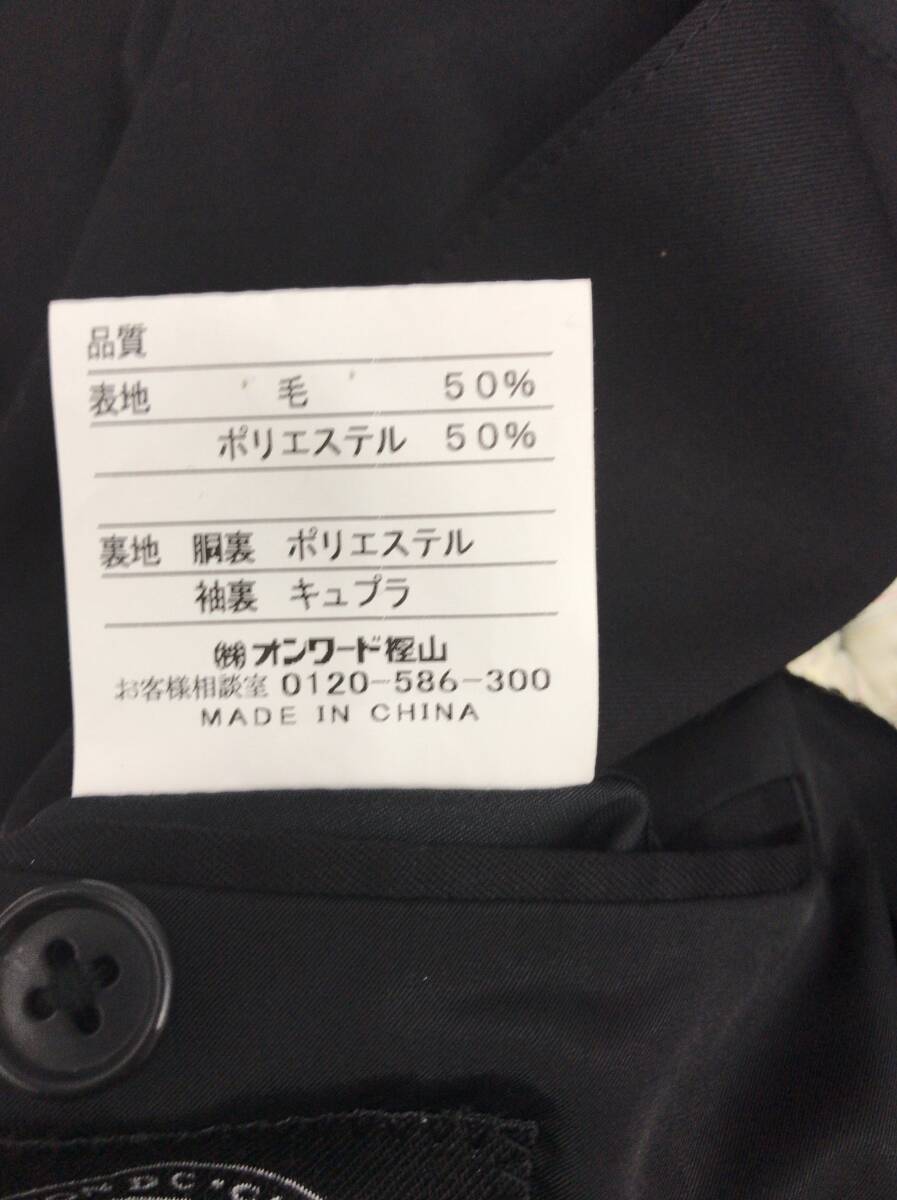 品質
表地 '毛' 50%
ポリエステル 50%
裏地 胴裏 ポリエステル
袖裏 キュプラ
㈱オンワード樫山
お客様相談室 0120-586-300
MADE IN CHINA
DC